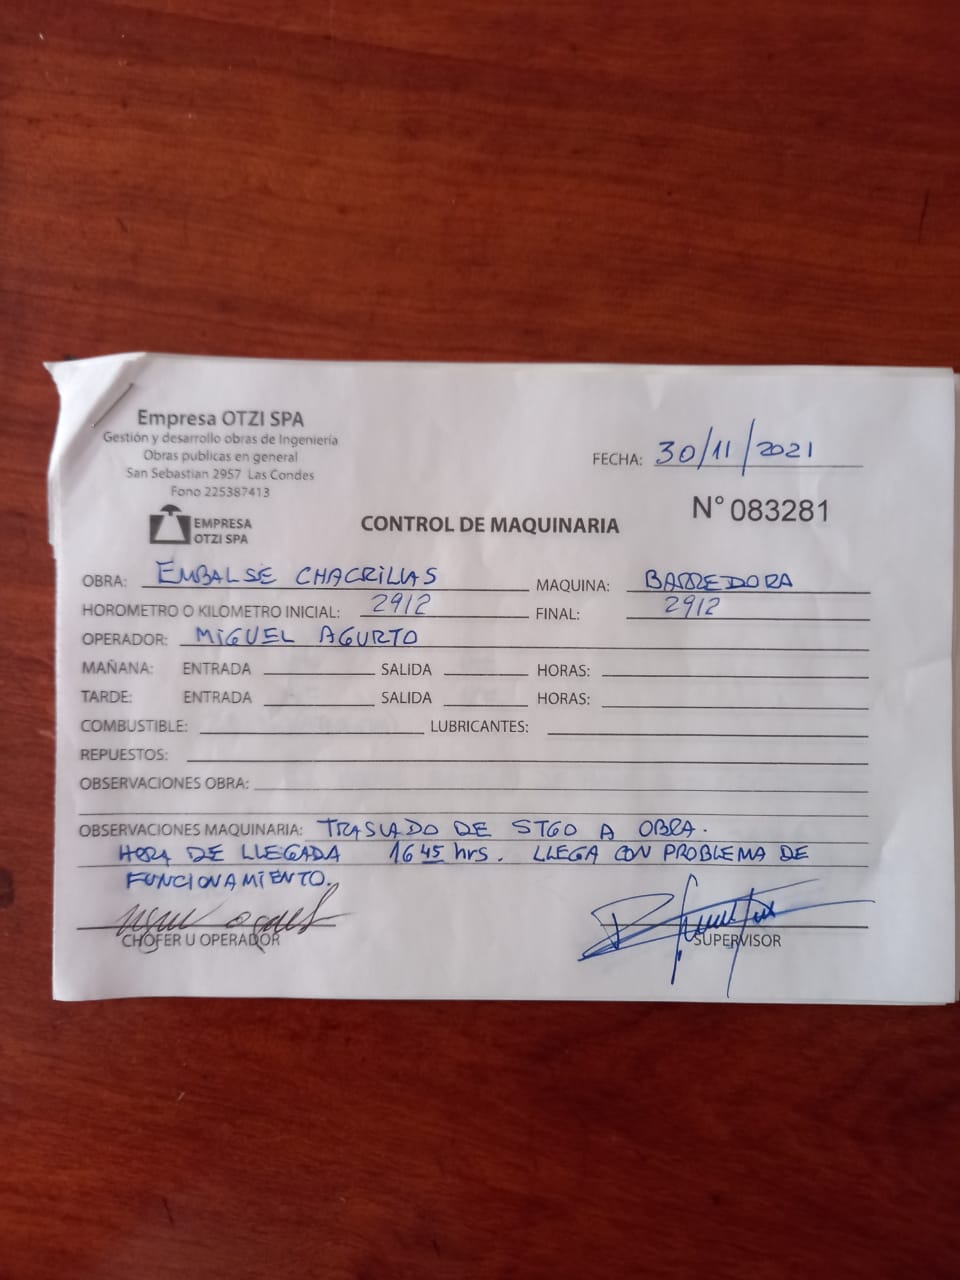 Empresa OTZI SPA
Gestión y desarrollo obras de Ingeniería
Obras publicas en general
San Sebastian 2957 Las Condes
Fono 225387413
EMPRESA
OTZI SPA
FECHA: 30/11/2021
CONTROL DE MAQUINARIA N° 083281
OBRA: EMBALSE CHACRILLAS MAQUINA: BARREDORA
HOROMETRO O KILOMETRO INICIAL: 2912 FINAL: 2912
OPERADOR: MIGUEL AGURTO
MAÑANA: ENTRADA SALIDA HORAS:
TARDE: ENTRADA SALIDA HORAS:
COMBUSTIBLE: LUBRICANTES:
REPUESTOS:
OBSERVACIONES OBRA:
OBSERVACIONES MAQUINARIA: TRASLADO DE STGO A OBRA.
HORA DE LLEGADA 1645 hrs. LLEGA CON PROBLEMA DE
FUNCIONAMIENTO.
CHOFER U OPERADOR SUPERVISOR